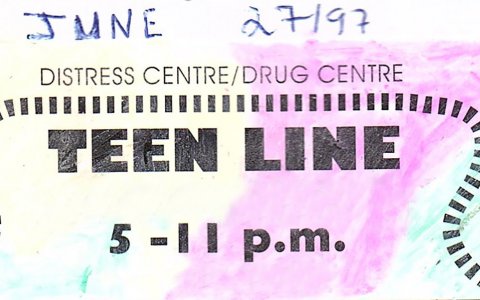 JUNE 27/97
DISTRESS CENTRE/DRUG CENTRE
TEEN LINE
5 -11 p.m.